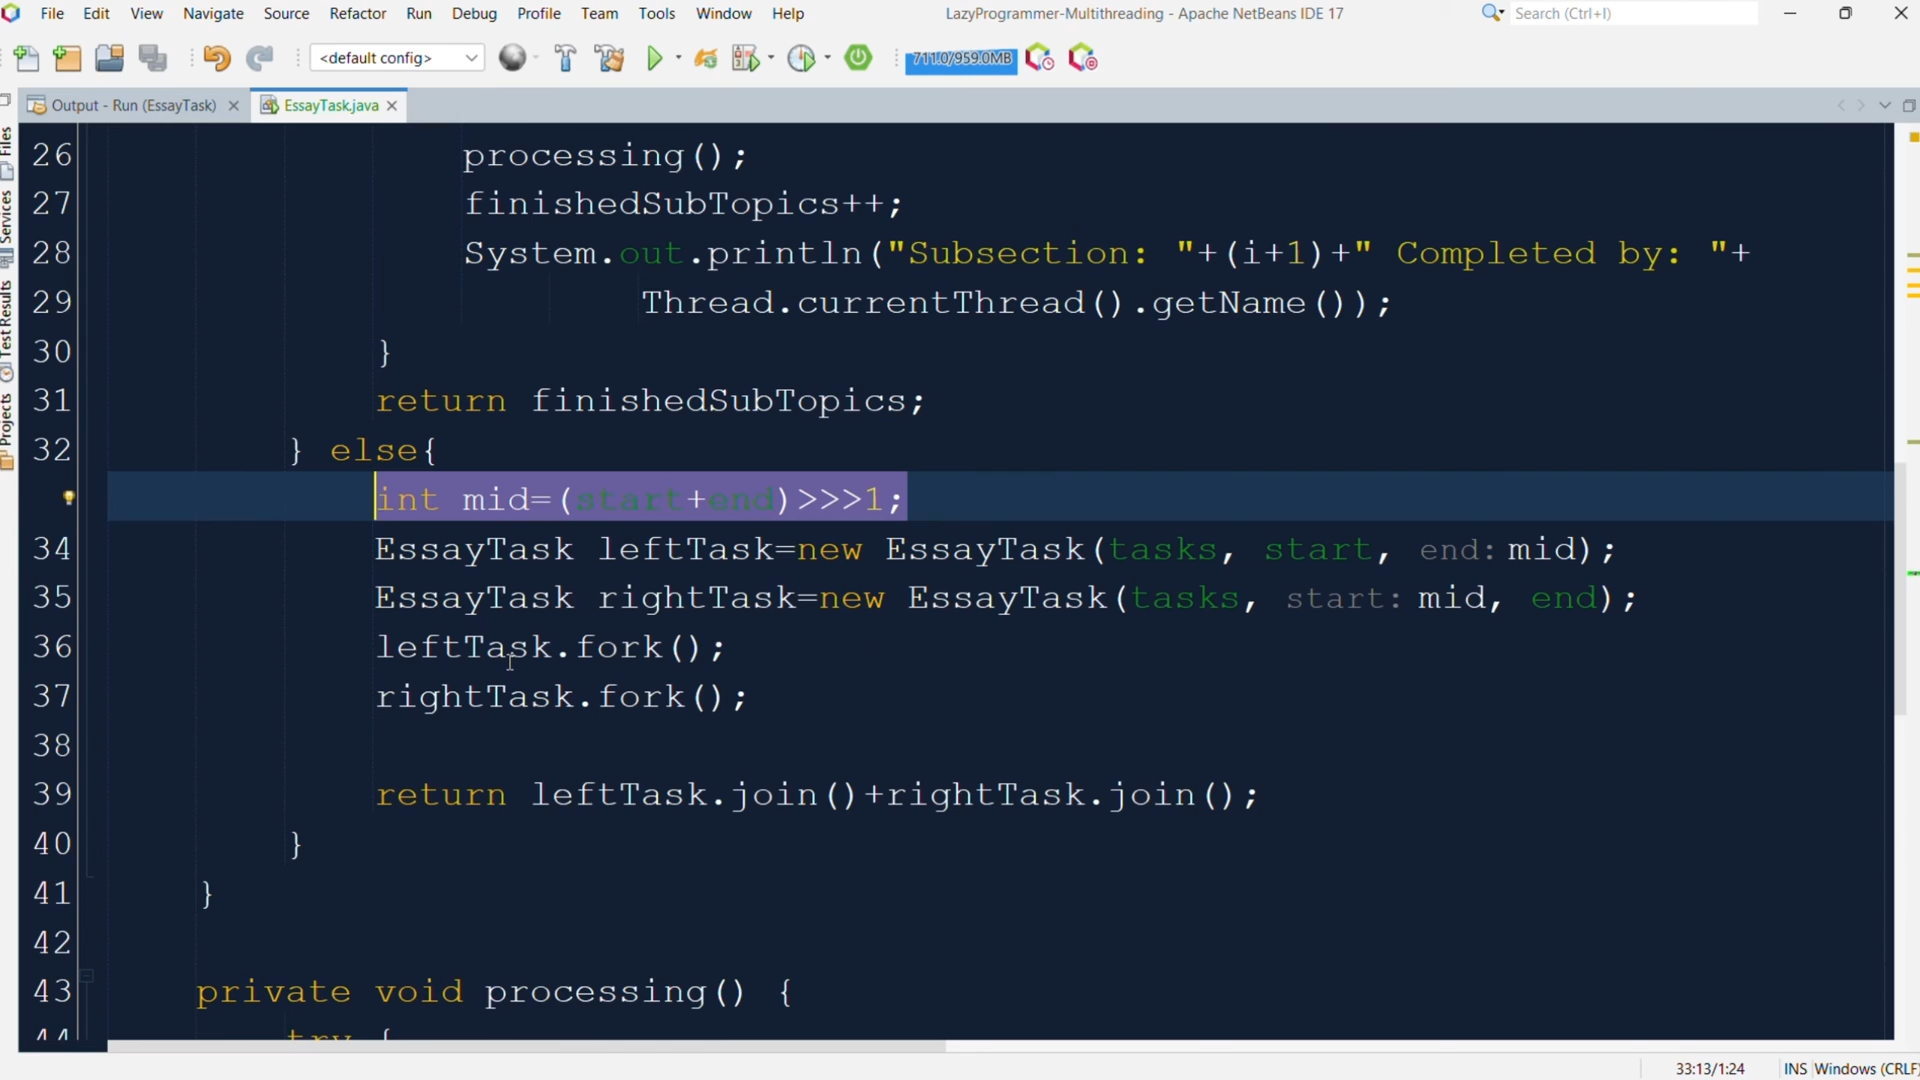 File Edit View Navigate Source Refactor Run Debug Profile Team Tools Window Help LazyProgrammer-Multithreading - Apache NetBeans IDE 17 Search (Ctrl+I)
<default config> 711.0/959.0MB
Output - Run (EssayTask) EssayTask.java
Files
Services
Test Results
Projects
26 processing();
27 finishedSubTopics++;
28 System.out.println("Subsection: "+(i+1)+" Completed by: "+
29 Thread.currentThread().getName());
30 }
31 return finishedSubTopics;
32 } else{
int mid=(start+end)>>>1;
34 EssayTask leftTask=new EssayTask(tasks, start, end: mid);
35 EssayTask rightTask=new EssayTask(tasks, start: mid, end);
36 leftTask.fork();
37 rightTask.fork();
38
39 return leftTask.join()+rightTask.join();
40 }
41 }
42
43 private void processing() {
44 try {
33:13/1:24 INS Windows (CRLF